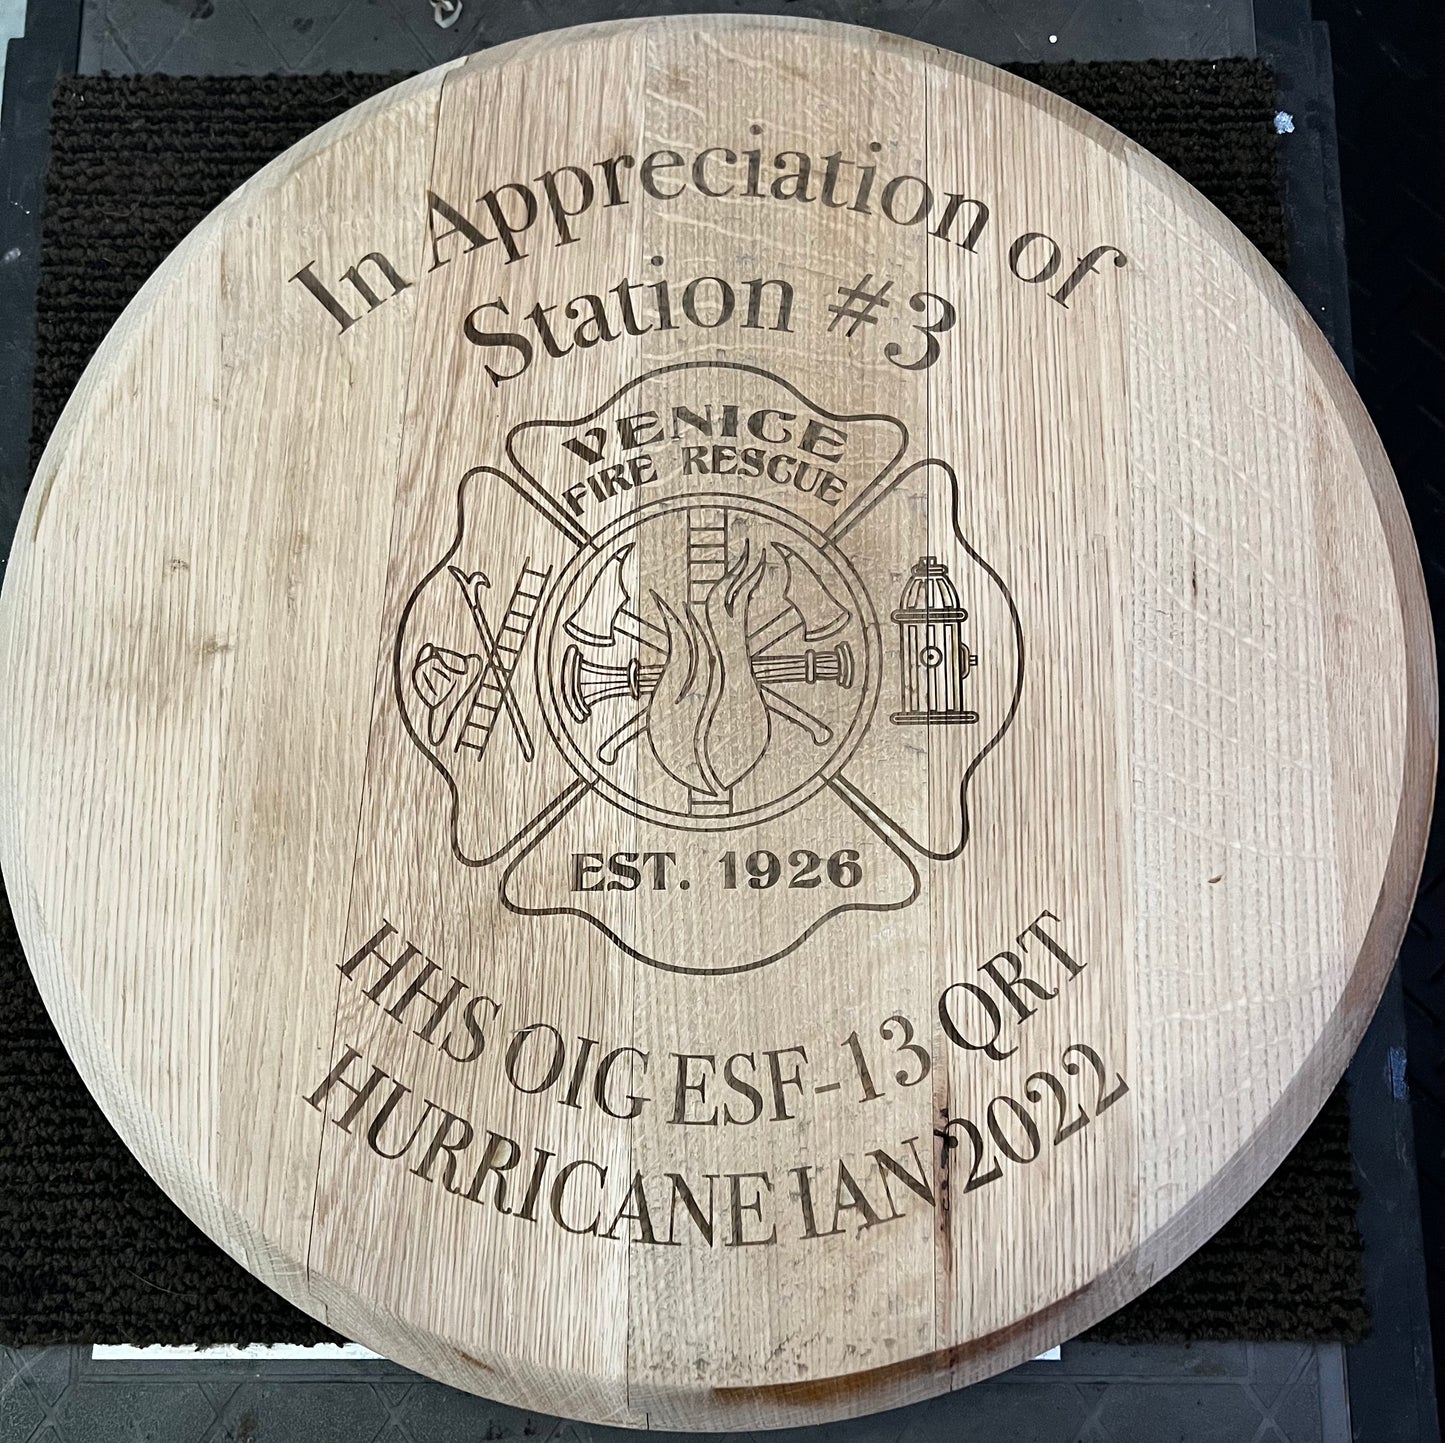 In Appreciation of
Station #3
VENICE
FIRE RESCUE
EST. 1926
HHS OIG ESF-13 QRT
HURRICANE IAN 2022